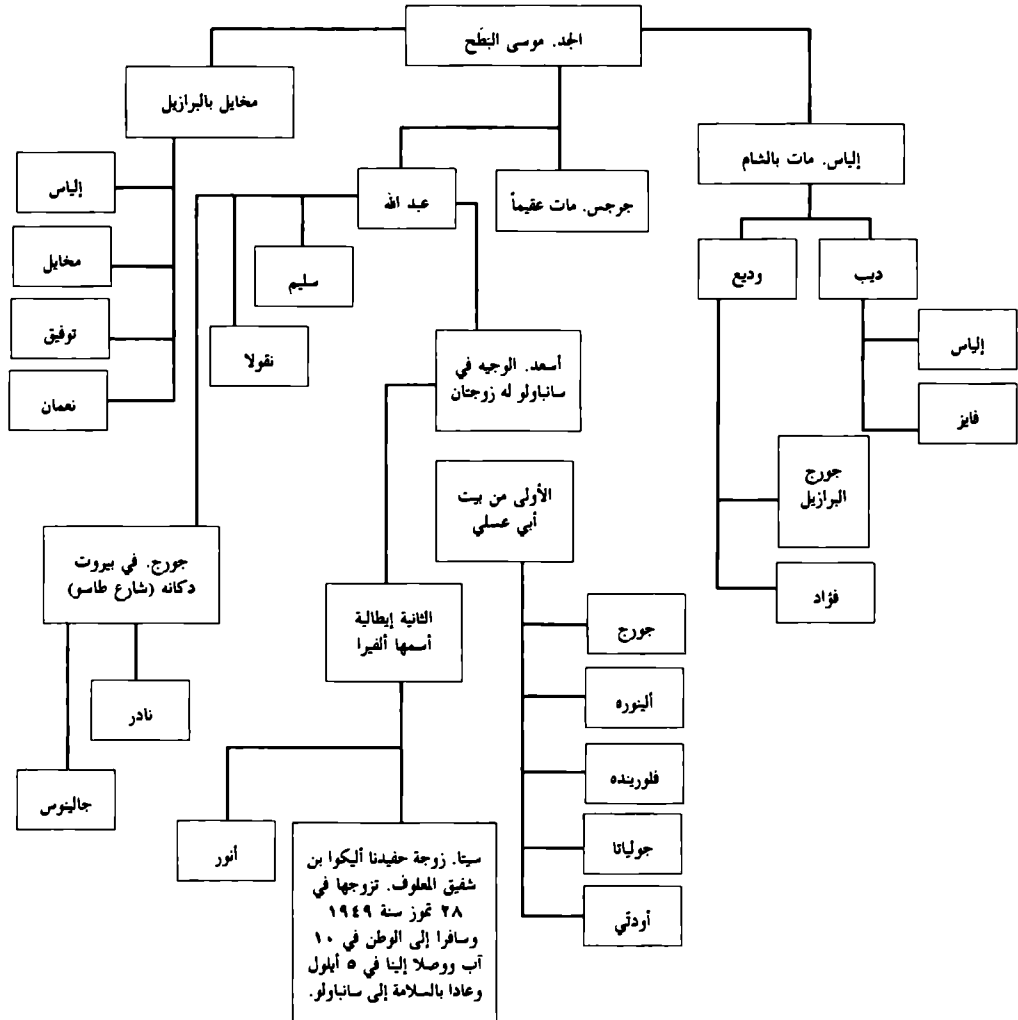 الجد. موسى البَطَح
مخايل بالبرازيل
إلياس. مات بالشام
إلياس
عبد الله
جرجس. مات عقيماً
وديع
ديب
مخايل
سليم
توفيق
نقولا
إلياس
أسعد. الوجيه في
سانباولو له زوجتان
نعمان
فايز
جورج
البرازيل
الأولى من بيت
أبي عسلي
جورج. في بيروت
دكانه (شارع طاسو)
فؤاد
الثانية إيطالية
أسمها ألفيرا
جورج
نادر
ألينوره
جالينوس
فلورينده
أنور
جولياتا
سيتا. زوجة حفيدنا أليكوا بن
شفيق المعلوف. تزوجها في
٢٨ تموز سنة ١٩٤٩
وسافرا إلى الوطن في ١٠
آب ووصلا إلينا في ٥ أيلول
وعادا بالسلامة إلى سانباولو.
أودتي